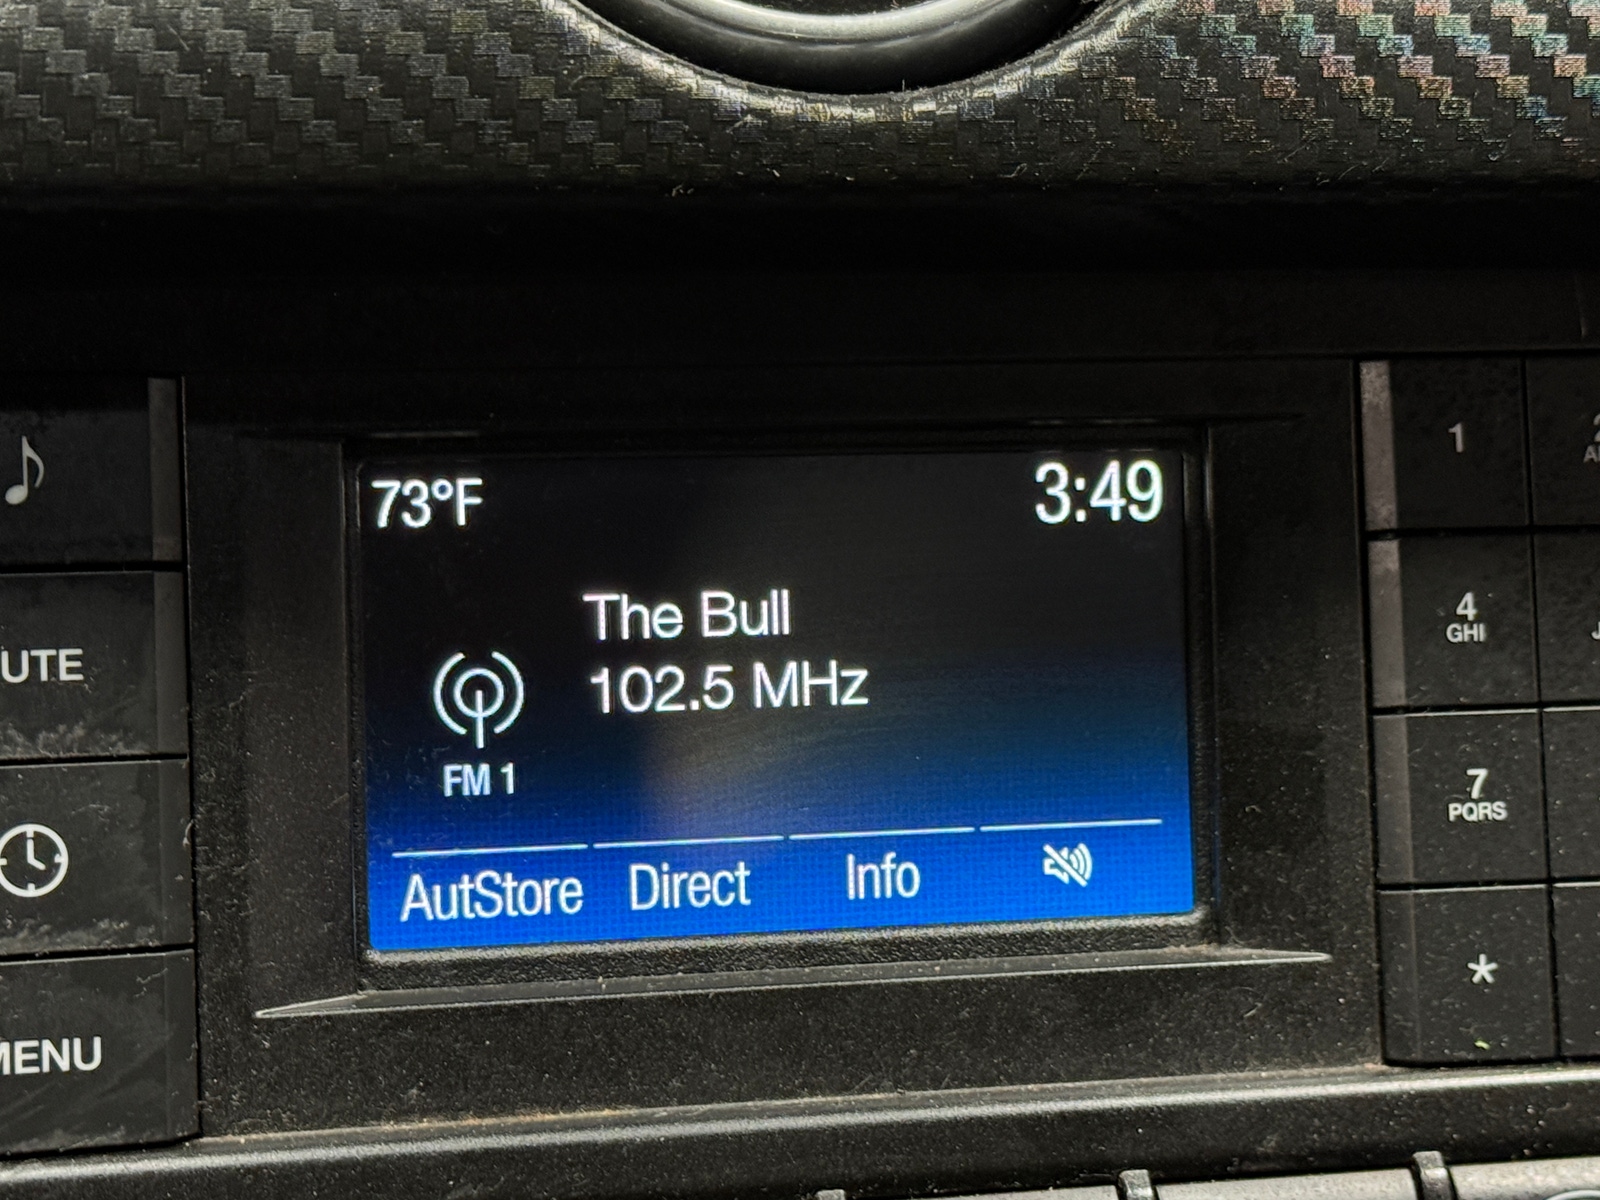 73°F
3:49
The Bull
102.5 MHz
FM 1
AutStore
Direct
Info
UTE
MENU
1
4
GHI
7
PQRS
*